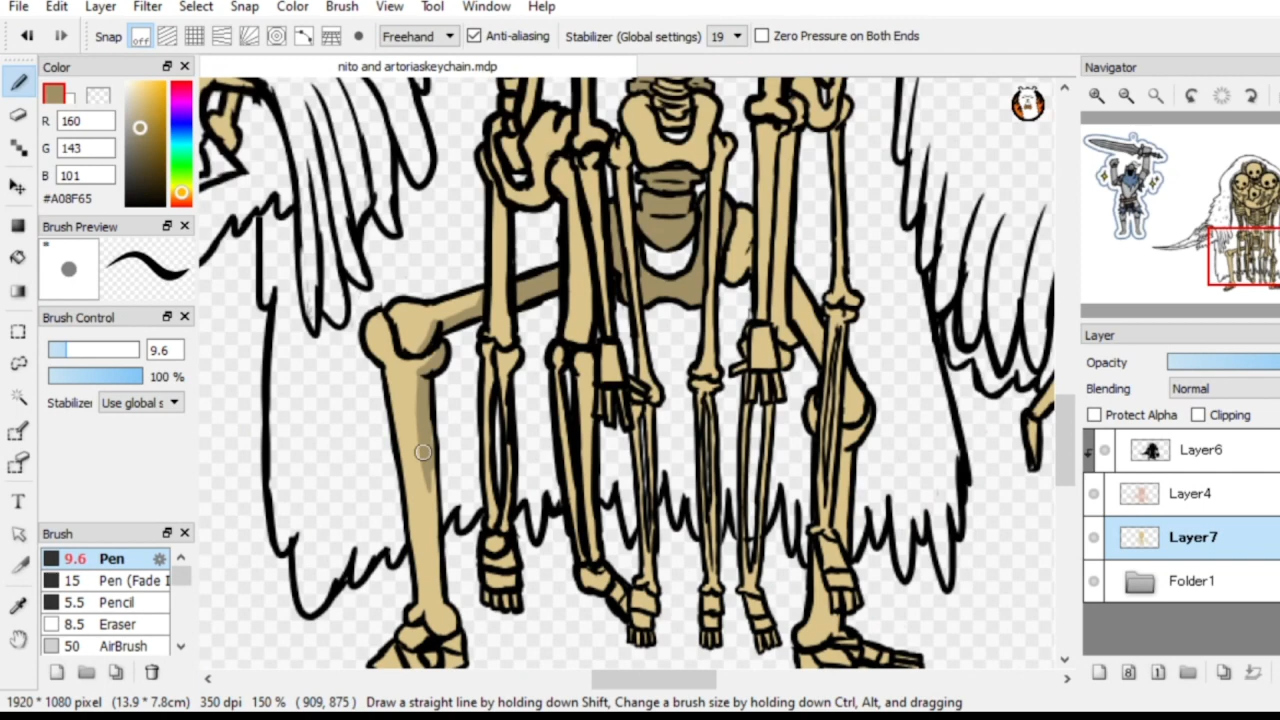 File Edit Layer Filter Select Snap Color Brush View Tool Window Help
Snap off Freehand Anti-aliasing Stabilizer (Global settings) 19 Zero Pressure on Both Ends
Color
nito and artoriaskeychain.mdp
Navigator
R 160
G 143
B 101
#A08F65
Brush Preview
Brush Control
9.6
100 %
Stabilizer Use global s
Layer
Opacity
Blending Normal
Protect Alpha Clipping
Layer6
Layer4
Layer7
Folder1
Brush
9.6 Pen
15 Pen (Fade I
5.5 Pencil
8.5 Eraser
50 AirBrush
T
8 1
1920 * 1080 pixel (13.9 * 7.8cm) 350 dpi 150 % ( 909, 875 ) Draw a straight line by holding down Shift, Change a brush size by holding down Ctrl, Alt, and dragging